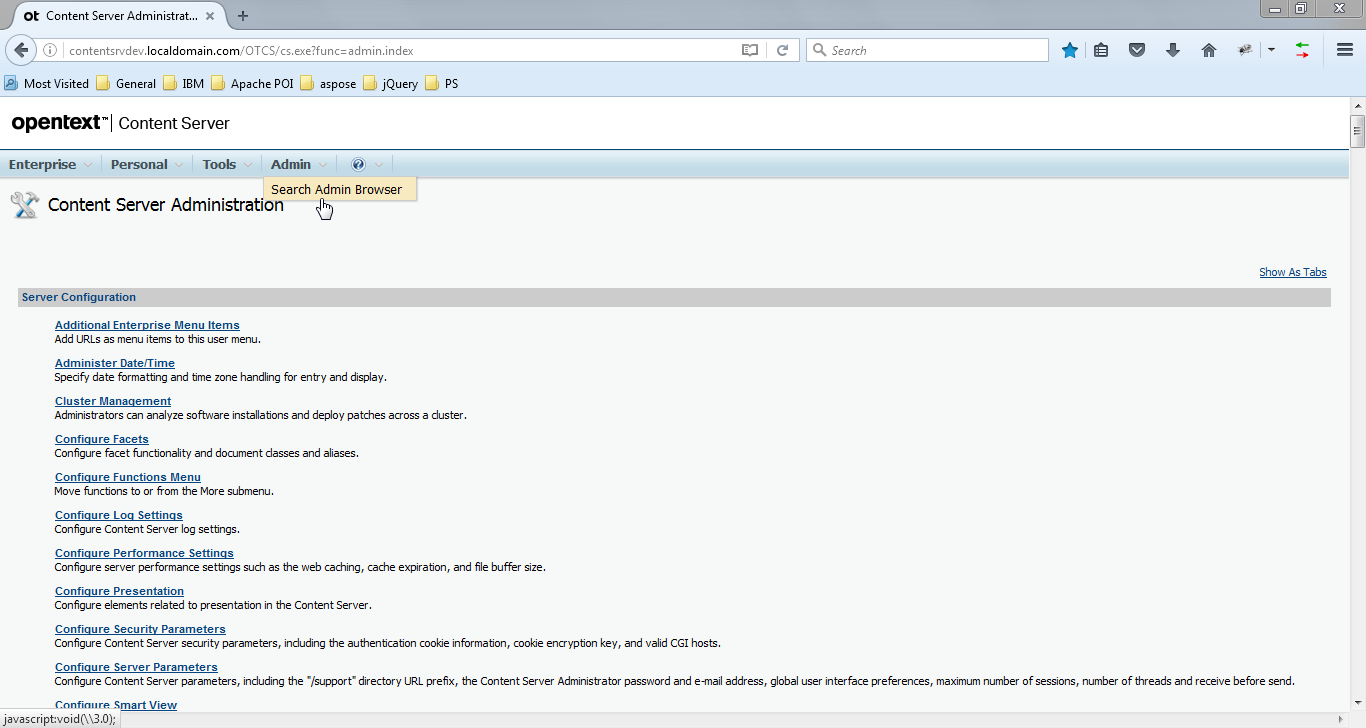 ot Content Server Administrat...
contentsrvdev.localdomain.com/OTCS/cs.exe?func=admin.index
Search
Most Visited General IBM Apache POI aspose jQuery PS
opentext™ | Content Server
Enterprise Personal Tools Admin ?
Search Admin Browser
Content Server Administration
Show As Tabs
Server Configuration
Additional Enterprise Menu Items
Add URLs as menu items to this user menu.
Administer Date/Time
Specify date formatting and time zone handling for entry and display.
Cluster Management
Administrators can analyze software installations and deploy patches across a cluster.
Configure Facets
Configure facet functionality and document classes and aliases.
Configure Functions Menu
Move functions to or from the More submenu.
Configure Log Settings
Configure Content Server log settings.
Configure Performance Settings
Configure server performance settings such as the web caching, cache expiration, and file buffer size.
Configure Presentation
Configure elements related to presentation in the Content Server.
Configure Security Parameters
Configure Content Server security parameters, including the authentication cookie information, cookie encryption key, and valid CGI hosts.
Configure Server Parameters
Configure Content Server parameters, including the "/support" directory URL prefix, the Content Server Administrator password and e-mail address, global user interface preferences, maximum number of sessions, number of threads and receive before send.
Configure Smart View
javascript:void(\\3.0);